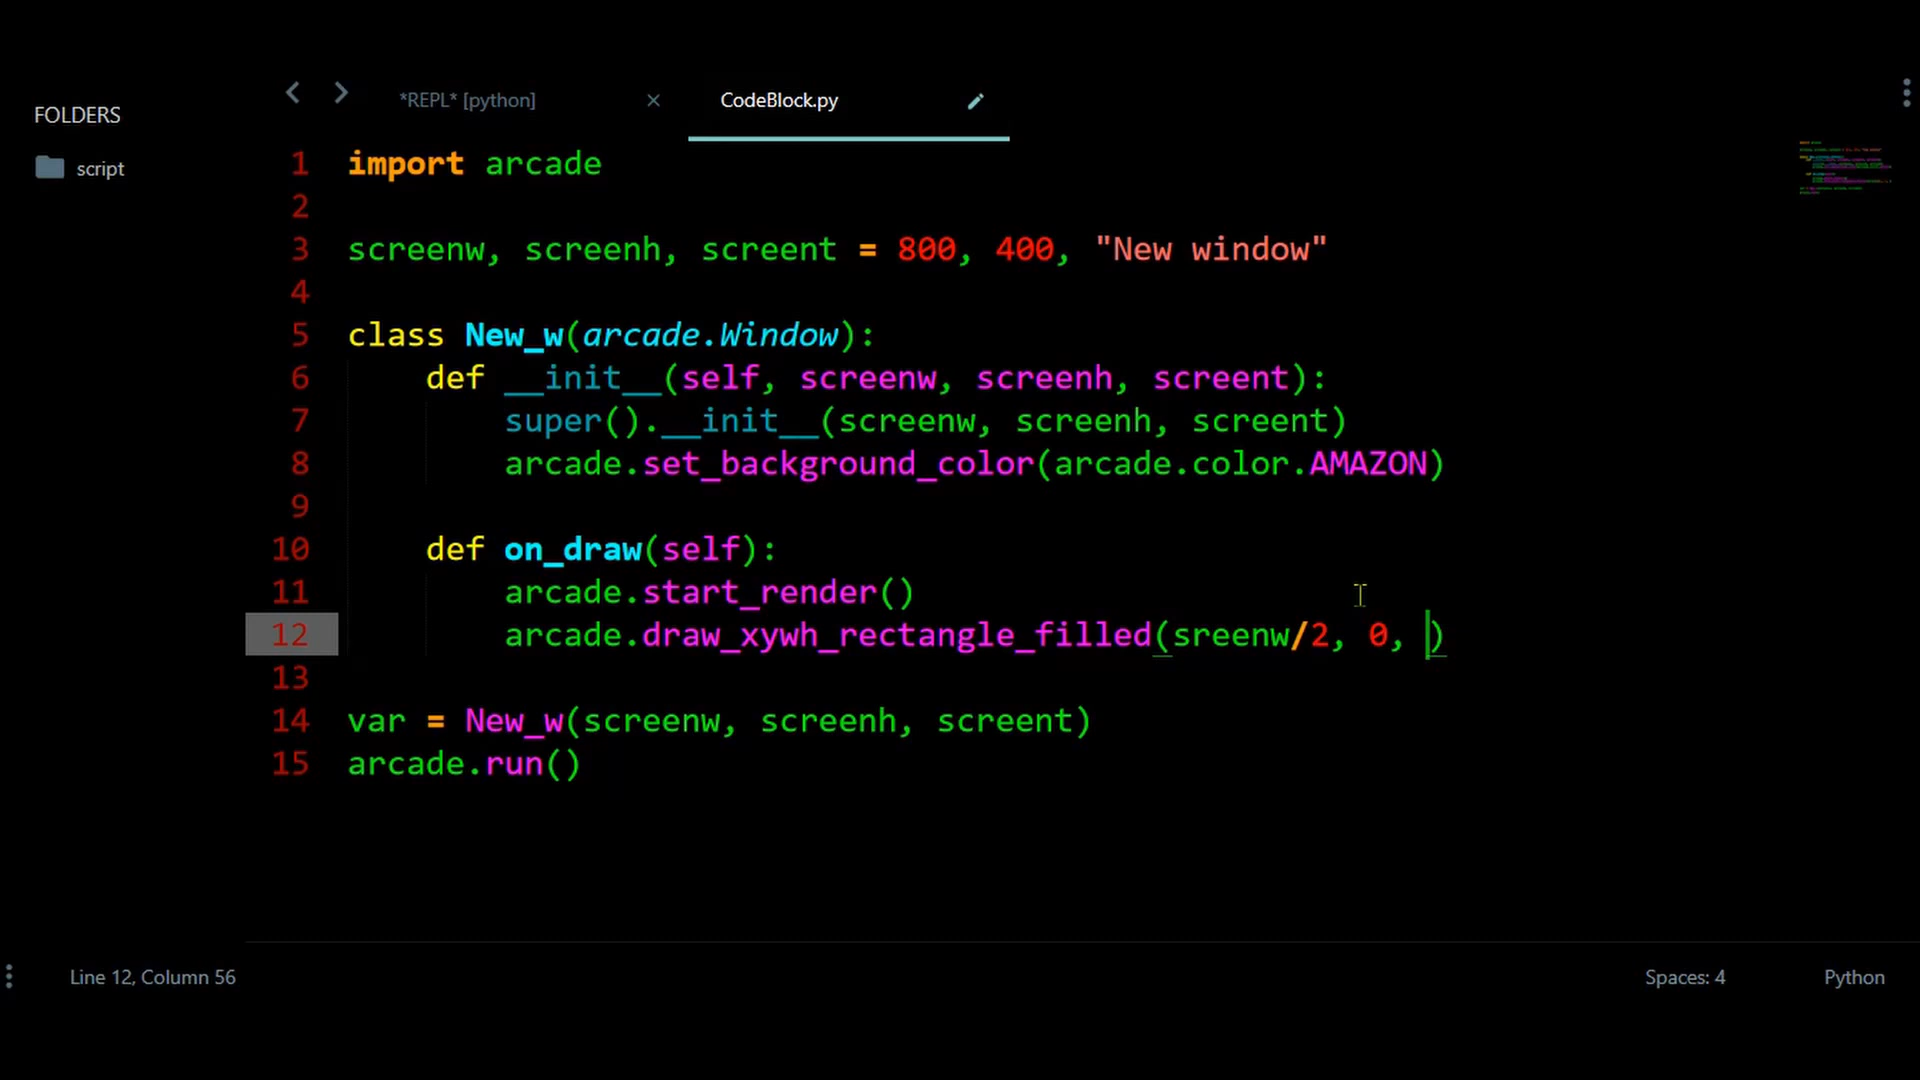 FOLDERS
script
*REPL* [python]
CodeBlock.py
1 import arcade
2
3 screenw, screenh, screent = 800, 400, "New window"
4
5 class New_w(arcade.Window):
6     def __init__(self, screenw, screenh, screent):
7         super().__init__(screenw, screenh, screent)
8         arcade.set_background_color(arcade.color.AMAZON)
9
10     def on_draw(self):
11         arcade.start_render()
12         arcade.draw_xywh_rectangle_filled(sreenw/2, 0, )
13
14 var = New_w(screenw, screenh, screent)
15 arcade.run()
Line 12, Column 56
Spaces: 4
Python